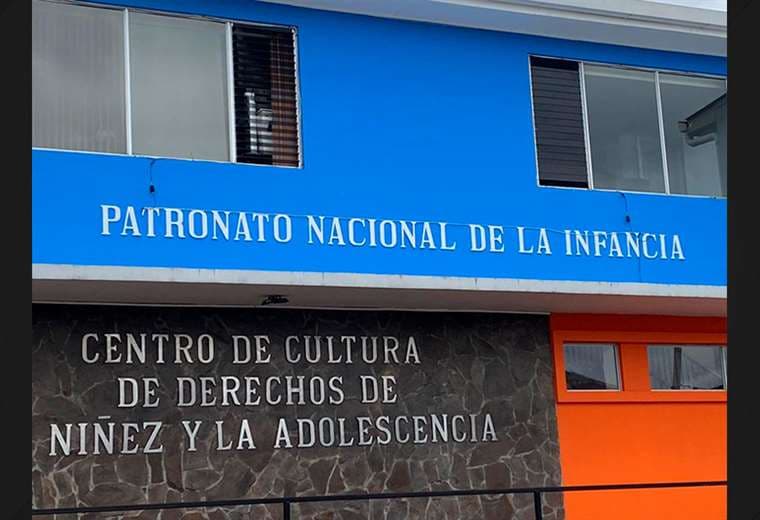 PATRONATO NACIONAL DE LA INFANCIA
CENTRO DE CULTURA
DE DERECHOS DE
NIÑEZ Y LA ADOLESCENCIA